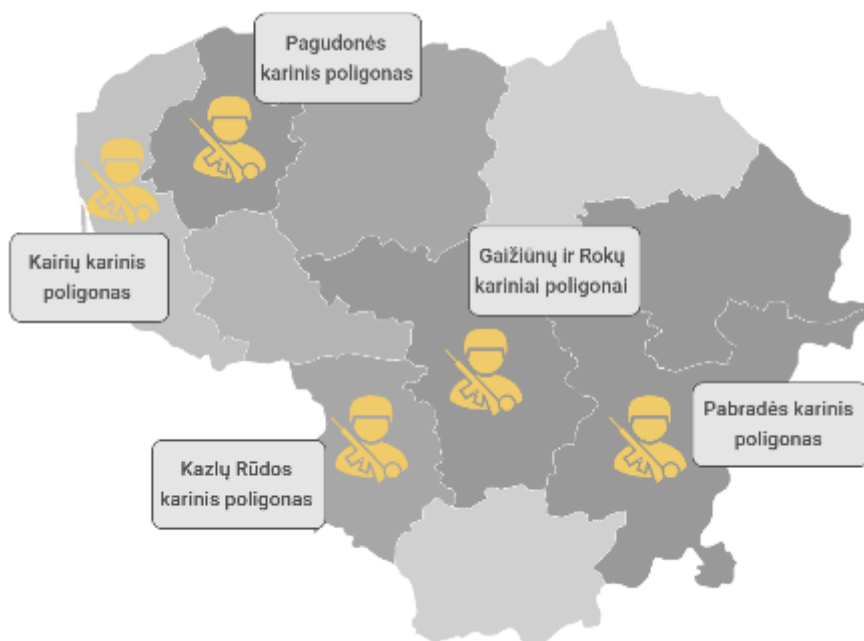 Pagudonės
karinis poligonas
Kairių karinis
poligonas
Gaižiūnų ir Rokų
kariniai poligonai
Pabradės karinis
poligonas
Kazlų Rūdos
karinis poligonas